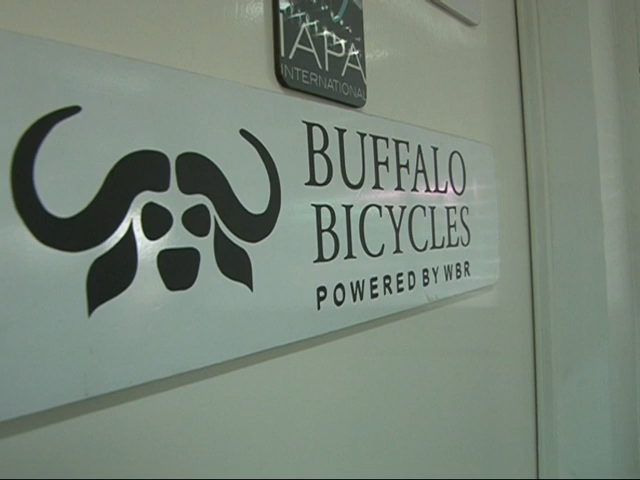 IAPA
INTERNATIONAL
BUFFALO
BICYCLES
POWERED BY WBR